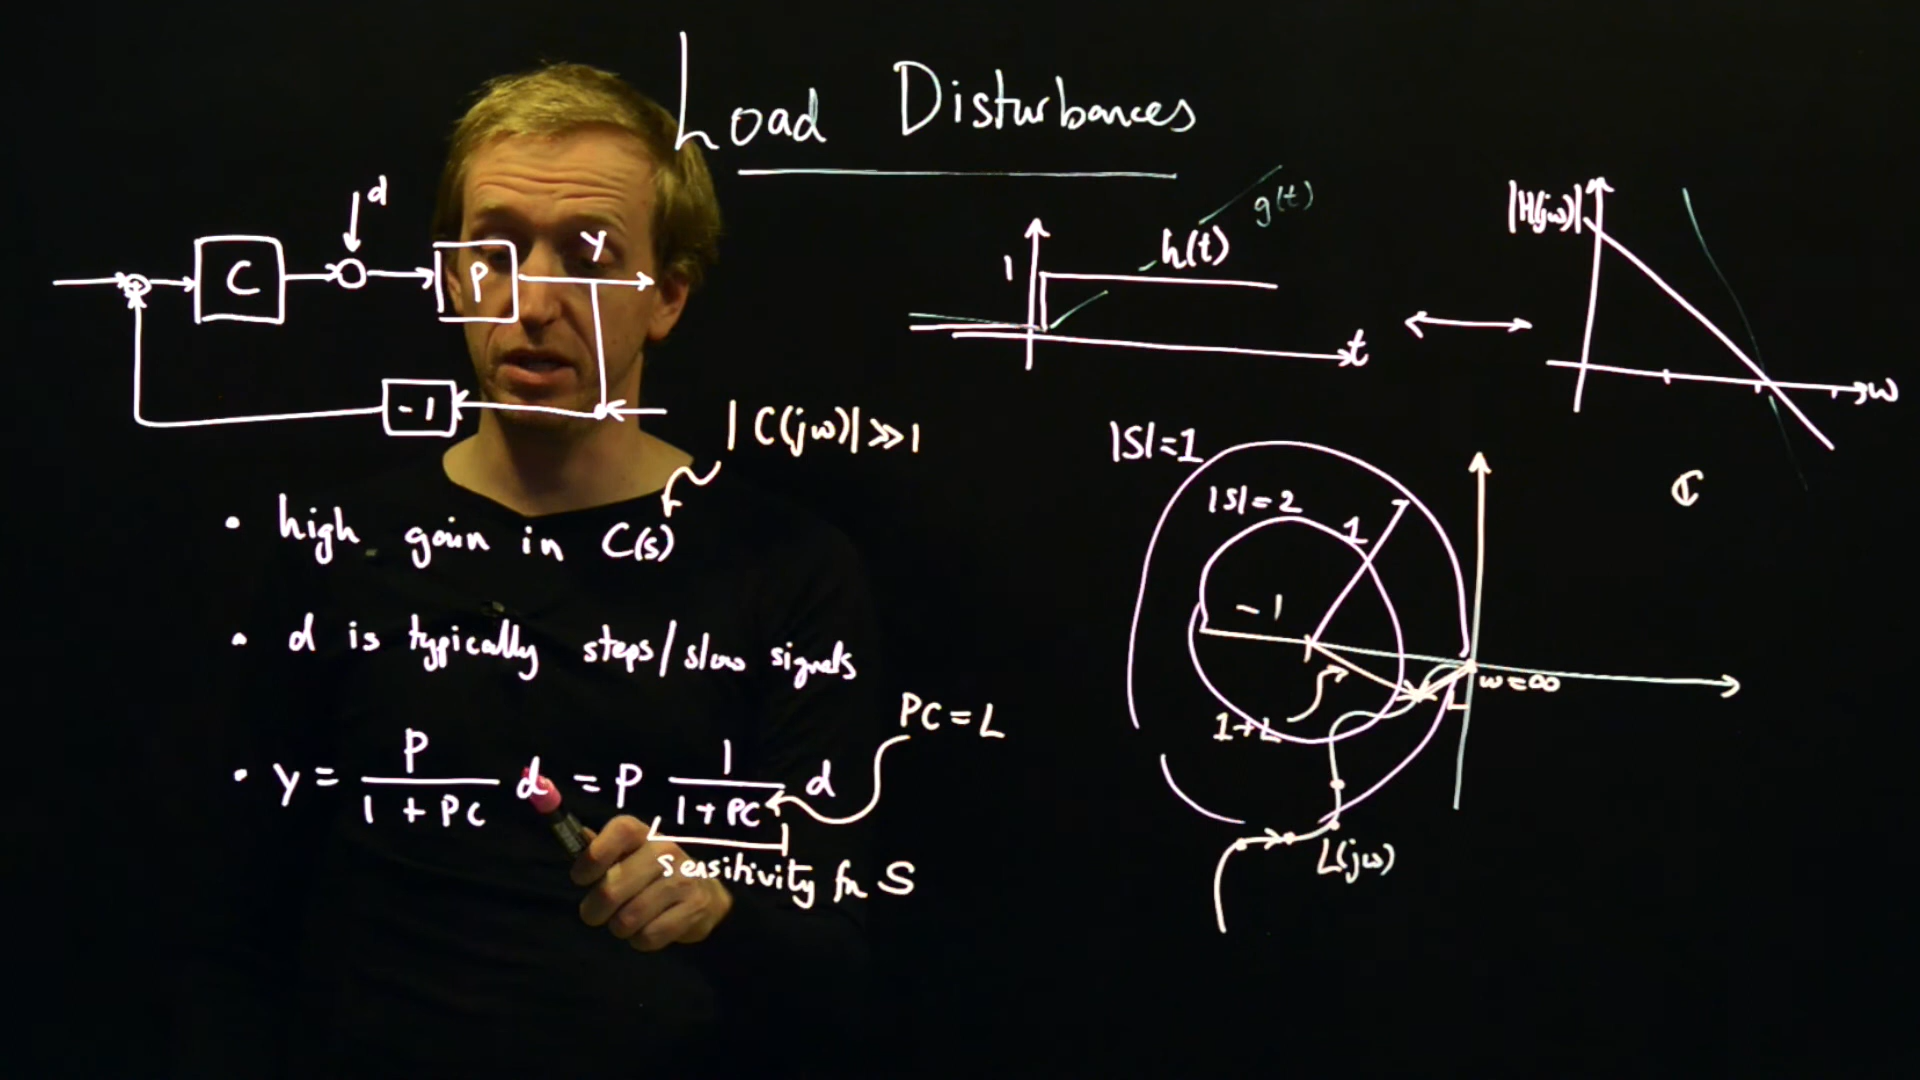 Load Disturbances
d
C
P
y
-1
|C(jω)| ≫ 1
• high gain in C(s)
• d is typically steps/slow signals
• y = P / (1 + PC) d = P 1 / (1 + PC) d
PC = L
sensitivity fn S
1
h(t)
g(t)
t
|H(jω)|
ω
ℂ
|S|=1
|S|=2
1
-1
1+L
L
ω=∞
L(jω)